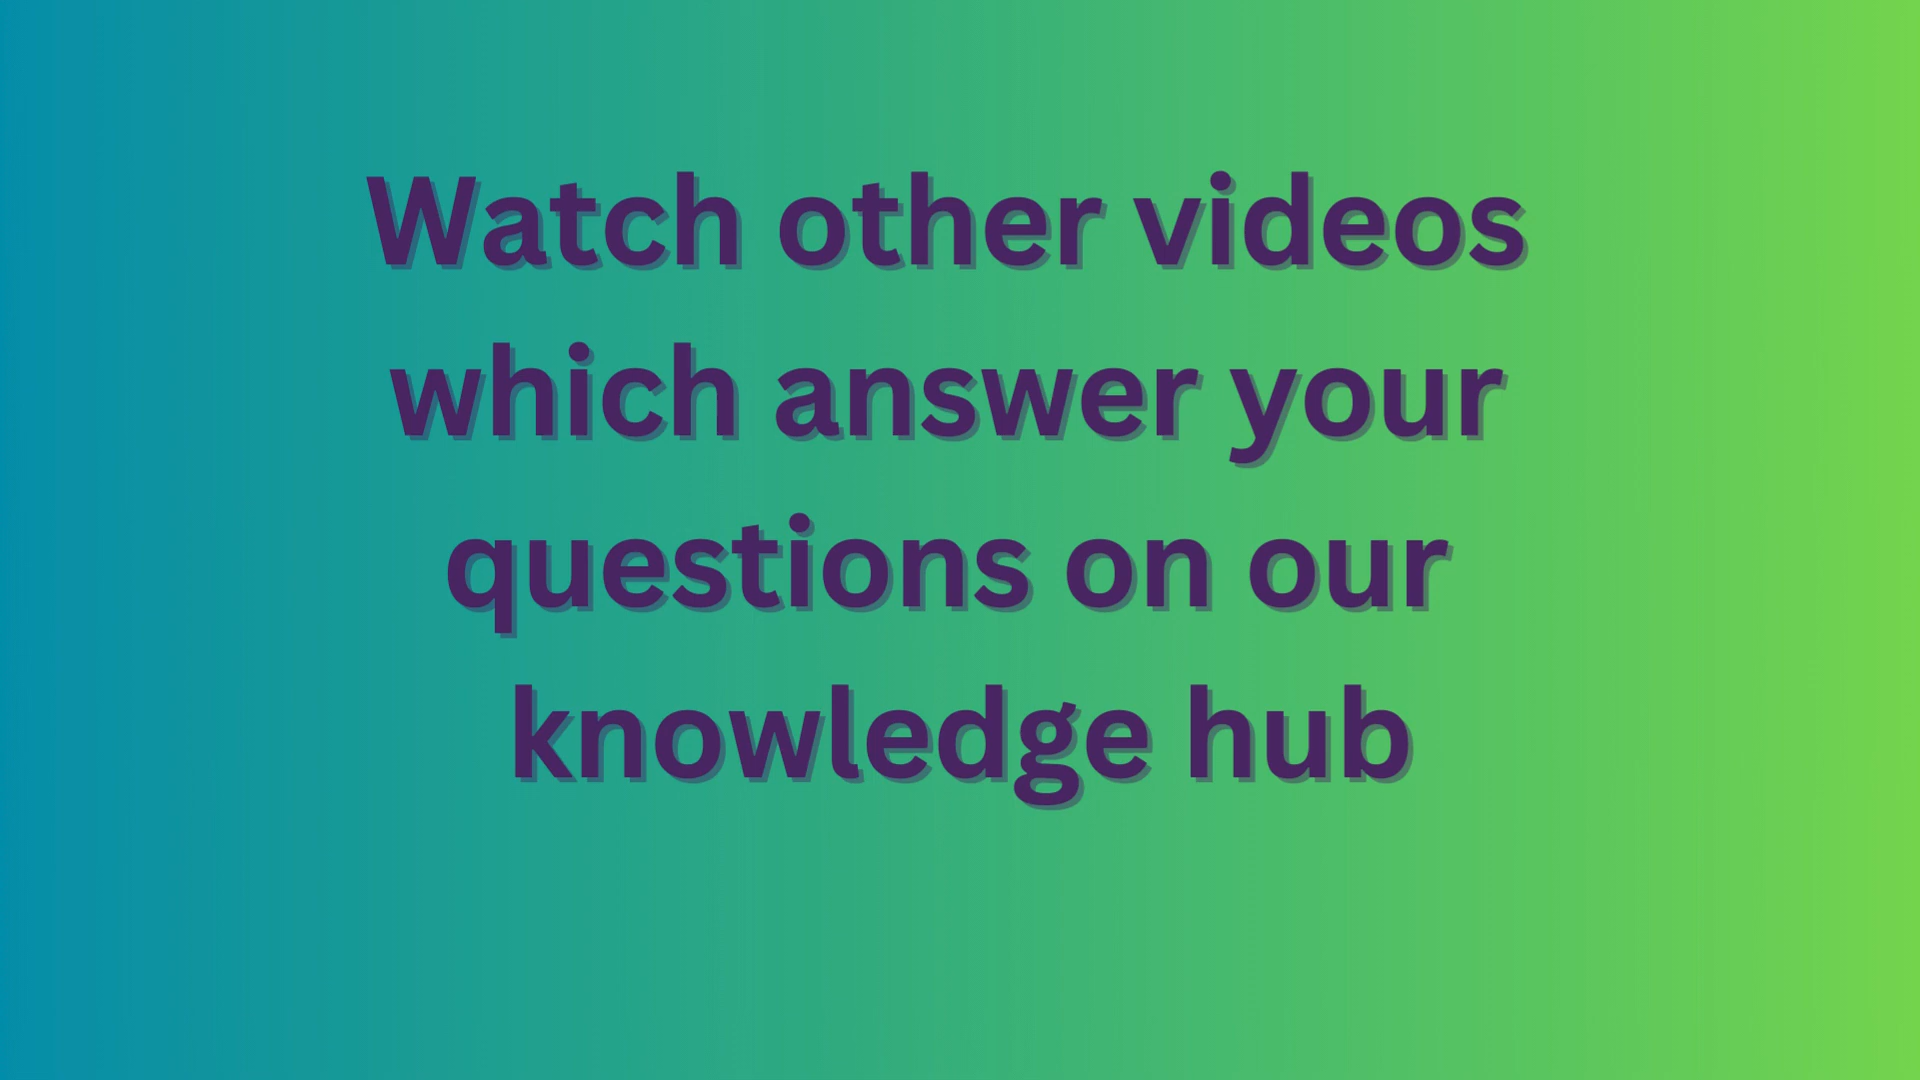 Watch other videos
which answer your
questions on our
knowledge hub